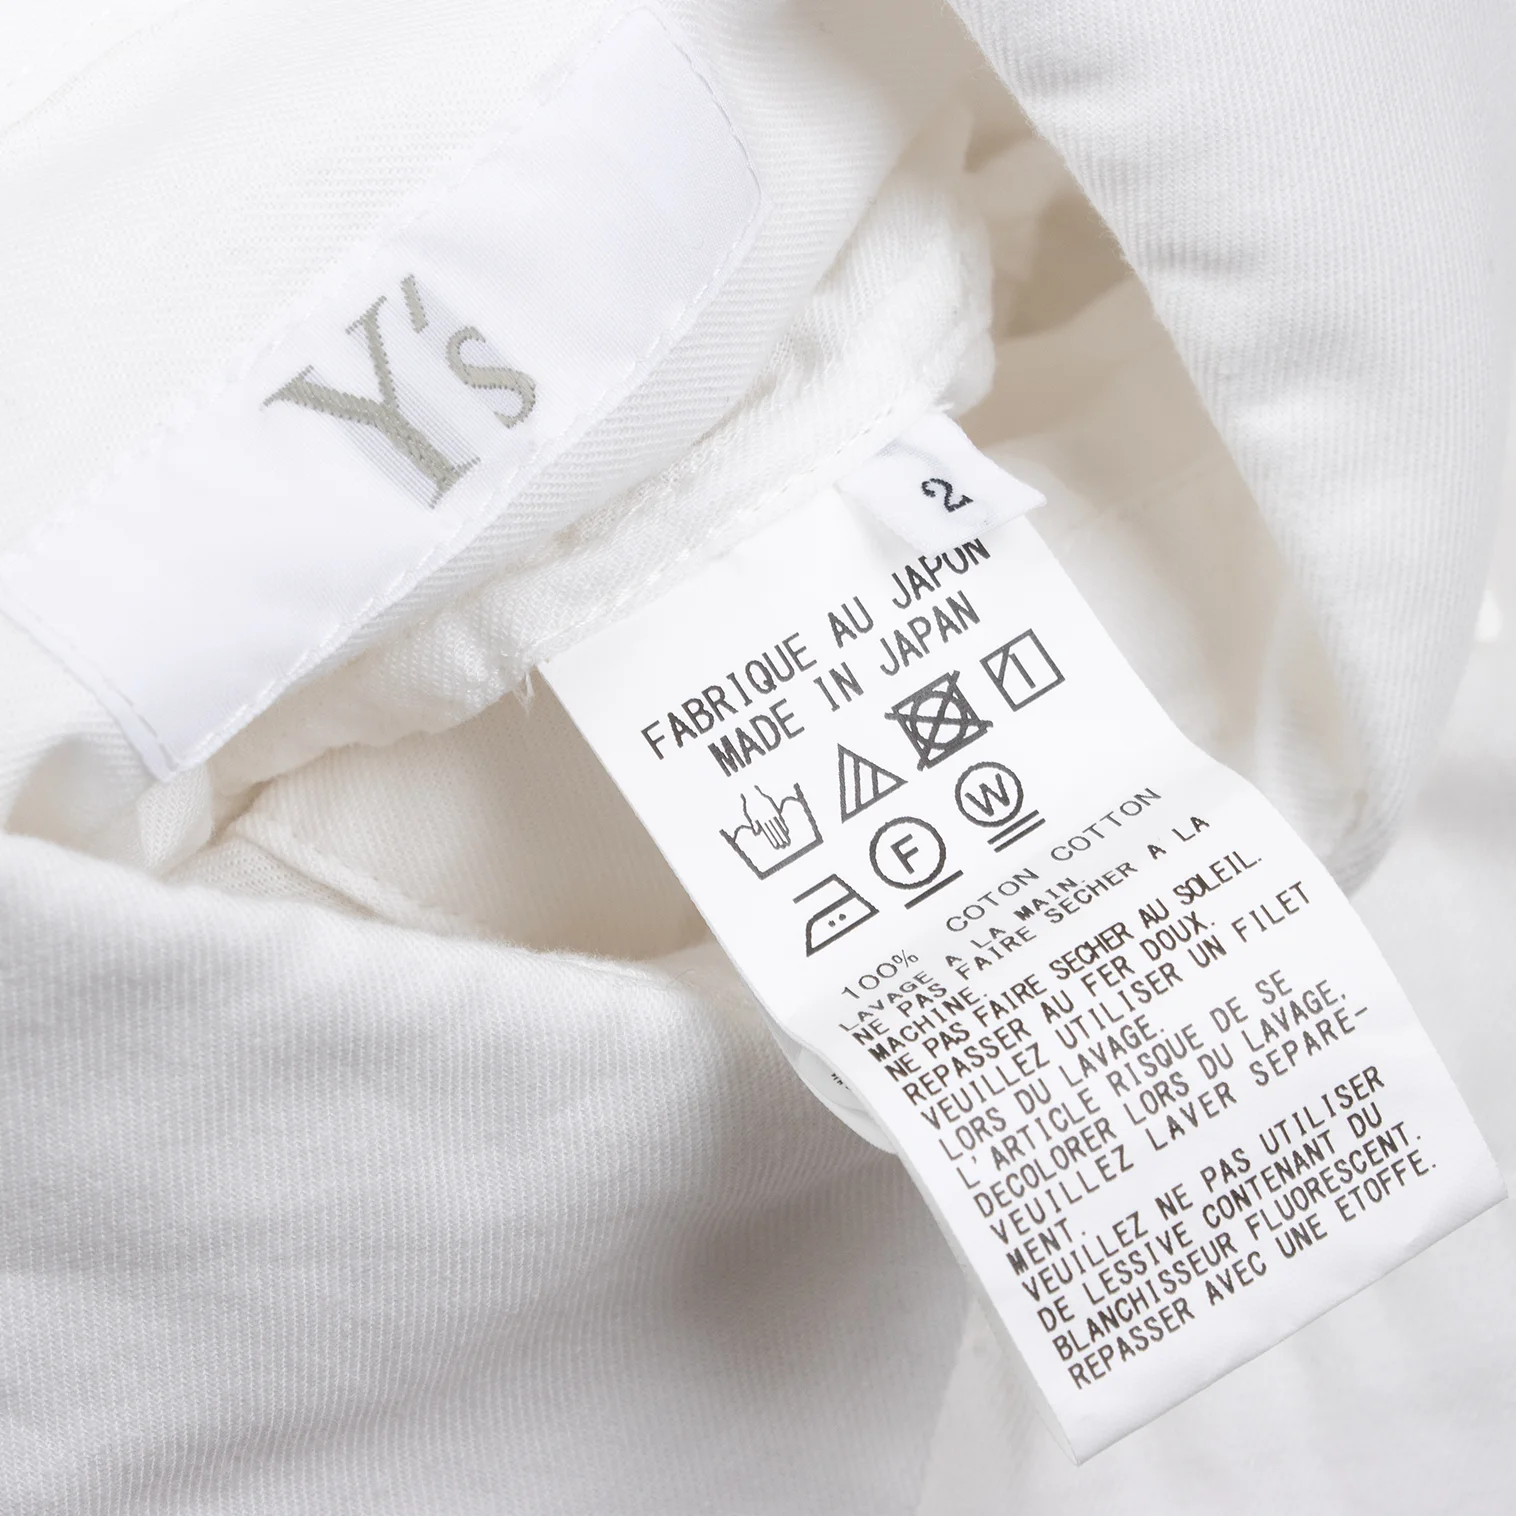 Y's
2
FABRIQUE AU JAPON
MADE IN JAPAN
F
W
100% COTON COTTON
LAVAGE A LA MAIN.
NE PAS FAIRE SECHER A LA
MACHINE.
NE PAS FAIRE SECHER AU SOLEIL.
REPASSER AU FER DOUX.
VEUILLEZ UTILISER UN FILET
LORS DU LAVAGE.
L'ARTICLE RISQUE DE SE
DECOLORER LORS DU LAVAGE,
VEUILLEZ LAVER SEPARE-
MENT.
VEUILLEZ NE PAS UTILISER
DE LESSIVE CONTENANT DU
BLANCHISSEUR FLUORESCENT.
REPASSER AVEC UNE ETOFFE.